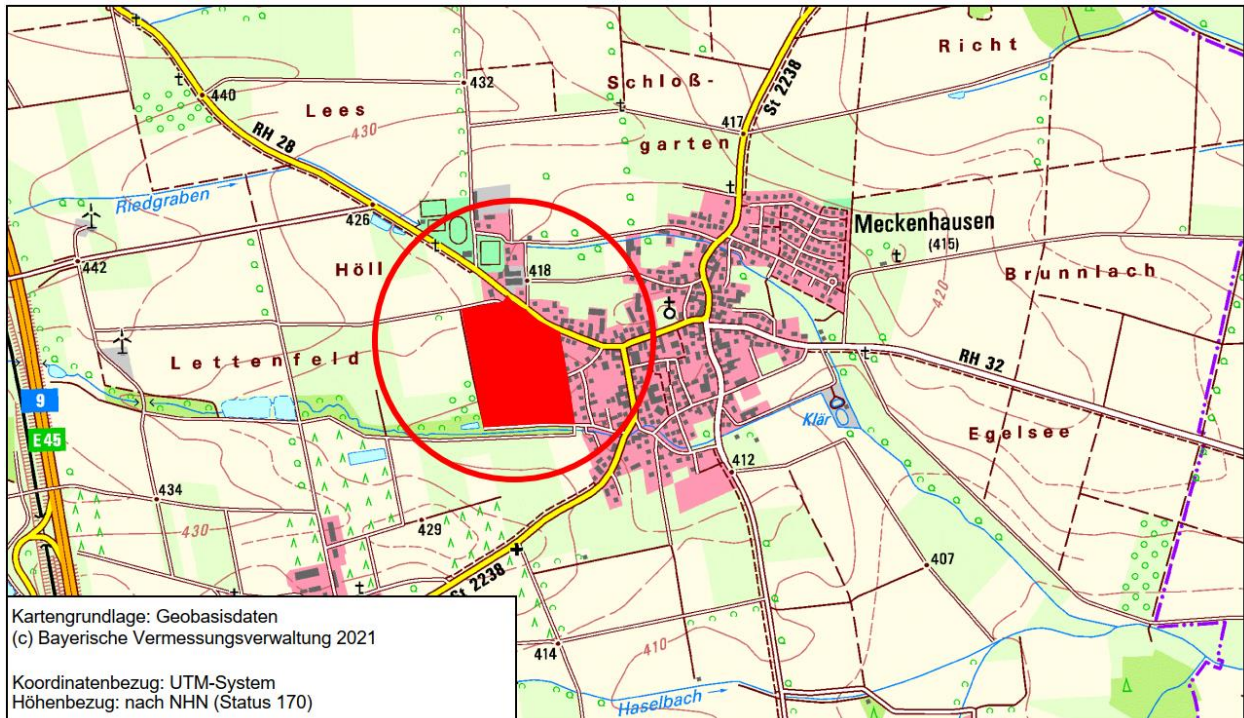 Richt
Schloß-
garten
440
432
Lees
430
417
St 2238
RH 28
Riedgraben
426
Meckenhausen
(415)
442
Höll
418
Brunnlach
420
Lettenfeld
RH 32
9
E 45
Klär
Egelsee
412
434
430
429
407
St 2238
414
410
Haselbach
Kartengrundlage: Geobasisdaten
(c) Bayerische Vermessungsverwaltung 2021
Koordinatenbezug: UTM-System
Höhenbezug: nach NHN (Status 170)